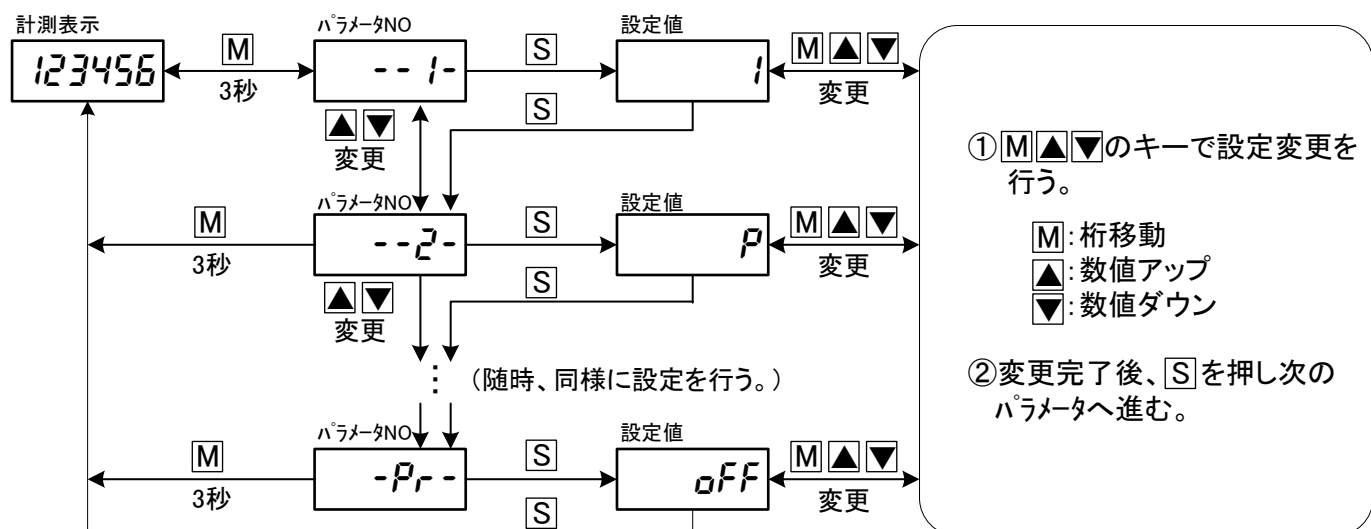 計測表示
123456
M
3秒
パラメータNO
--1-
S
設定値
1
M▲▼
変更
S
▲▼
変更
パラメータNO
--2-
M
3秒
S
設定値
P
M▲▼
変更
S
▲▼
変更
⋮
(随時、同様に設定を行う。)
パラメータNO
-Pr-
M
3秒
S
設定値
oFF
M▲▼
変更
S
①M▲▼のキーで設定変更を
行う。
M:桁移動
▲:数値アップ
▼:数値ダウン
②変更完了後、Sを押し次の
パラメータへ進む。